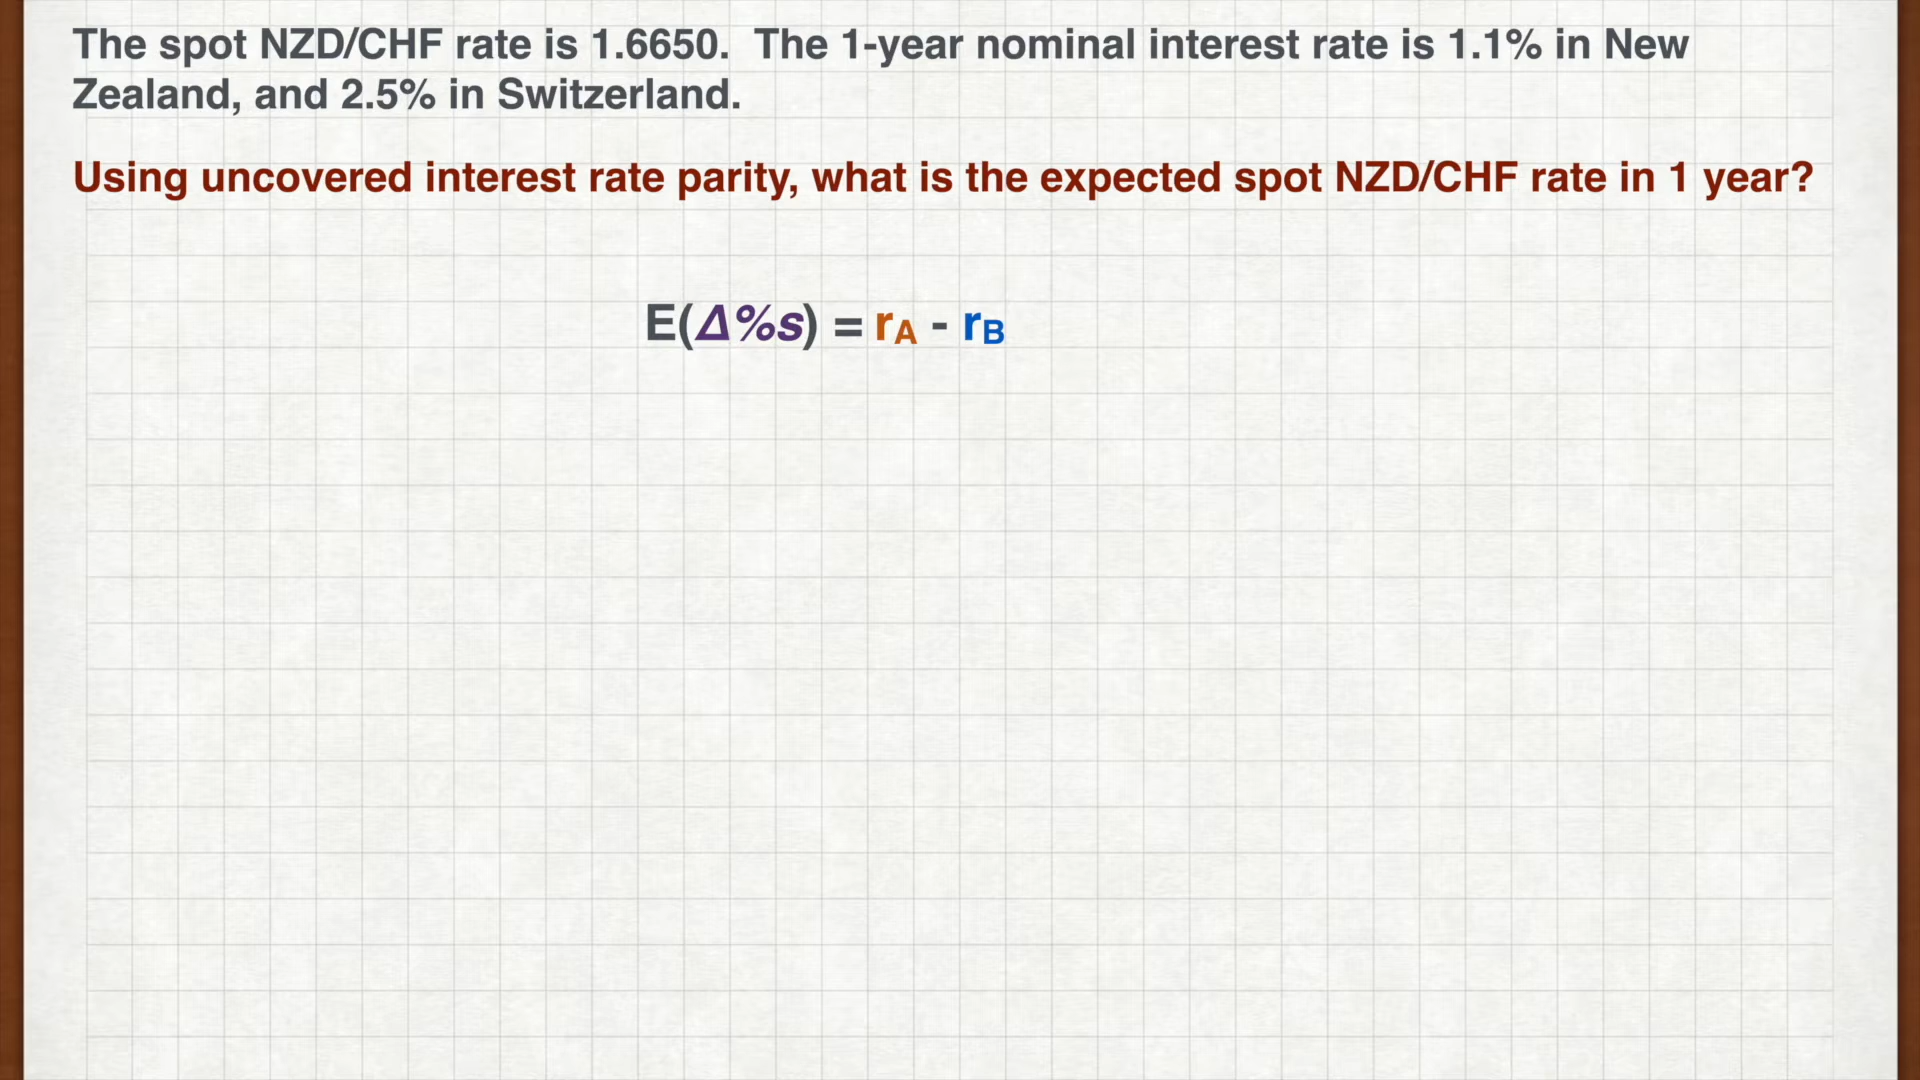 The spot NZD/CHF rate is 1.6650.  The 1-year nominal interest rate is 1.1% in New
Zealand, and 2.5% in Switzerland.
Using uncovered interest rate parity, what is the expected spot NZD/CHF rate in 1 year?
E(Δ%s) = rA - rB